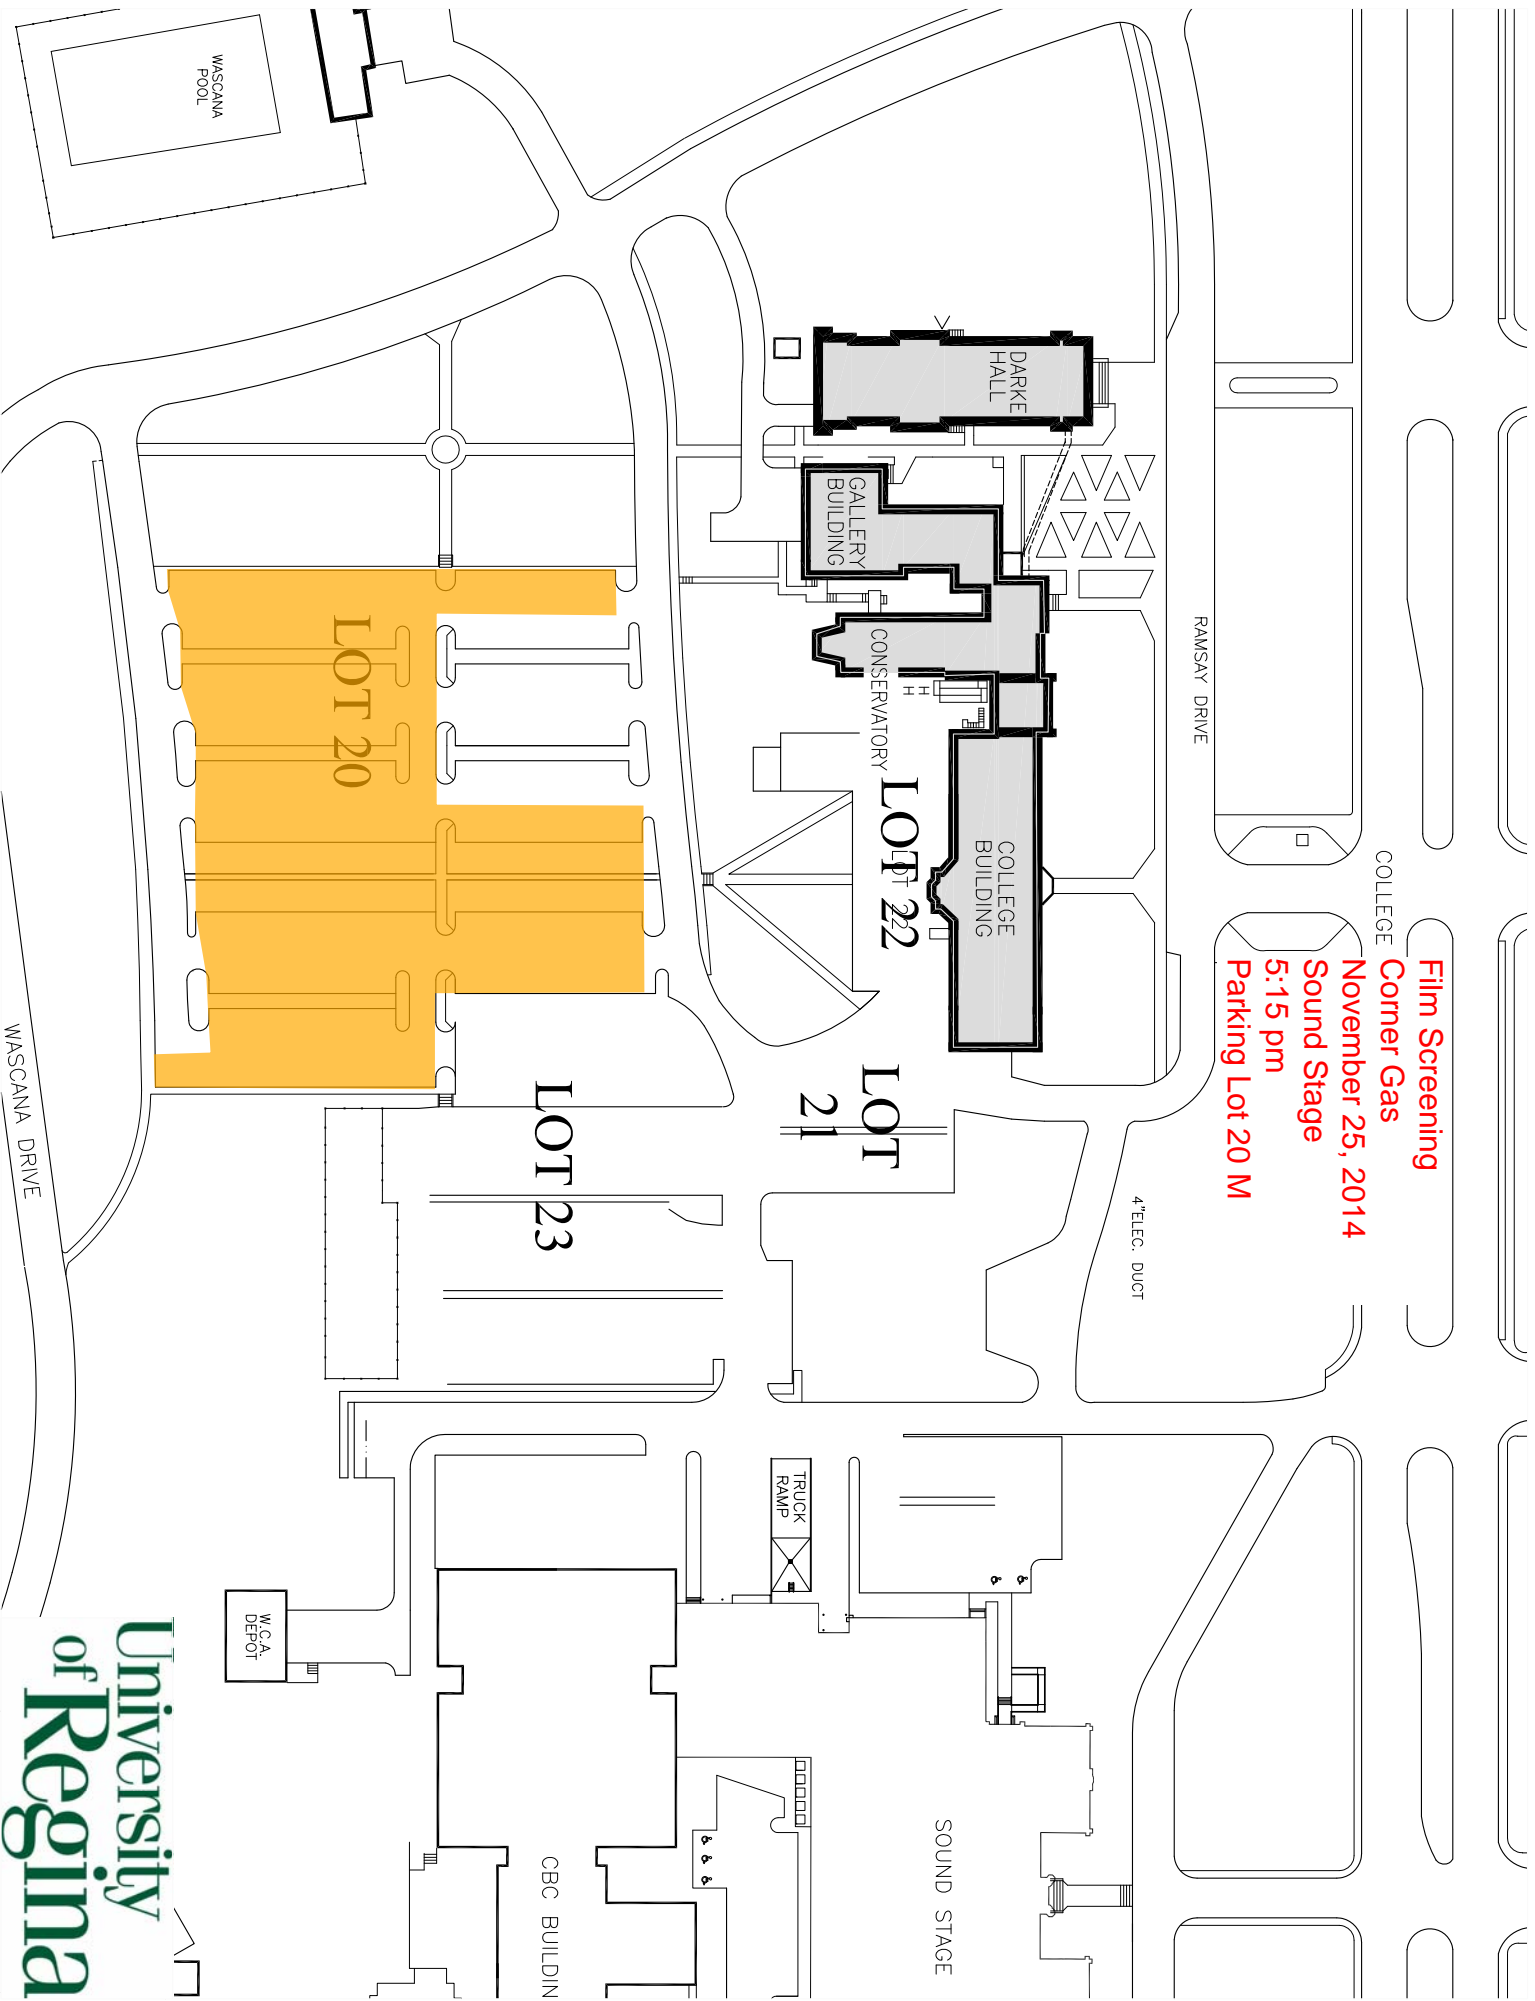 Film Screening
Corner Gas
November 25, 2014
Sound Stage
5:15 pm
Parking Lot 20 M
COLLEGE
RAMSAY DRIVE
4"ELEC. DUCT
DARKE
HALL
GALLERY
BUILDING
CONSERVATORY
H
H
COLLEGE
BUILDING
LOT 22
LOT 22
LOT
21
LOT 23
LOT 20
WASCANA
POOL
WASCANA DRIVE
TRUCK
RAMP
SOUND STAGE
CBC BUILDIN
W.C.A.
DEPOT
University
of Regina